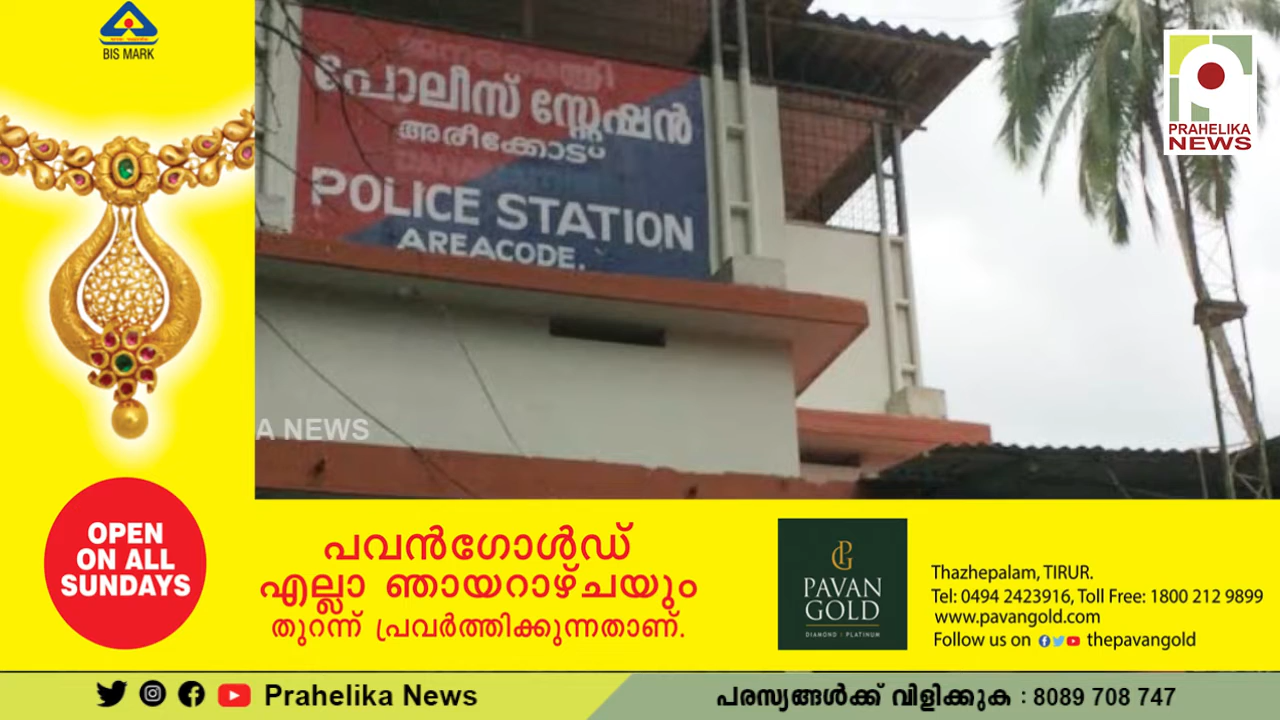 BIS MARK
പോലീസ് സ്റ്റേഷൻ
അരീക്കോട്
POLICE STATION
AREACODE.
PRAHELIKA
NEWS
A NEWS
OPEN
ON ALL
SUNDAYS
പവൻഗോൾഡ്
എല്ലാ ഞായറാഴ്ചയും
തുറന്ന് പ്രവർത്തിക്കുന്നതാണ്.
PAVAN
GOLD
DIAMOND | PLATINUM
Thazhepalam, TIRUR.
Tel: 0494 2423916, Toll Free: 1800 212 9899
www.pavangold.com
Follow us on thepavangold
Prahelika News
പരസ്യങ്ങൾക്ക് വിളിക്കുക : 8089 708 747